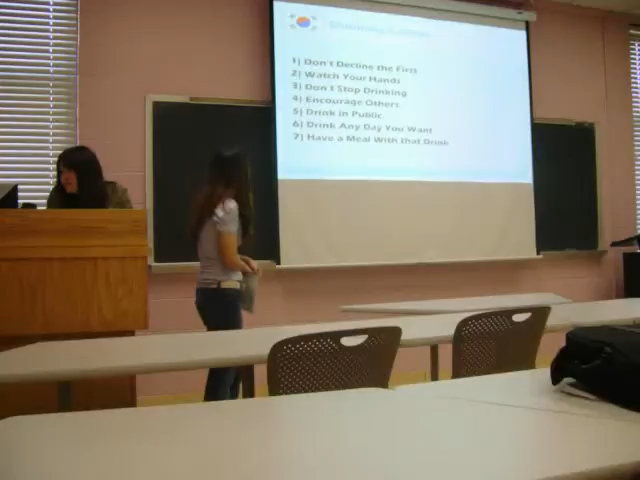 1) Don't Decline the First
2) Watch Your Hands
3) Don't Stop Drinking
4) Encourage Others
5) Drink in Public
6) Drink Any Day You Want
7) Have a Meal With that Drink